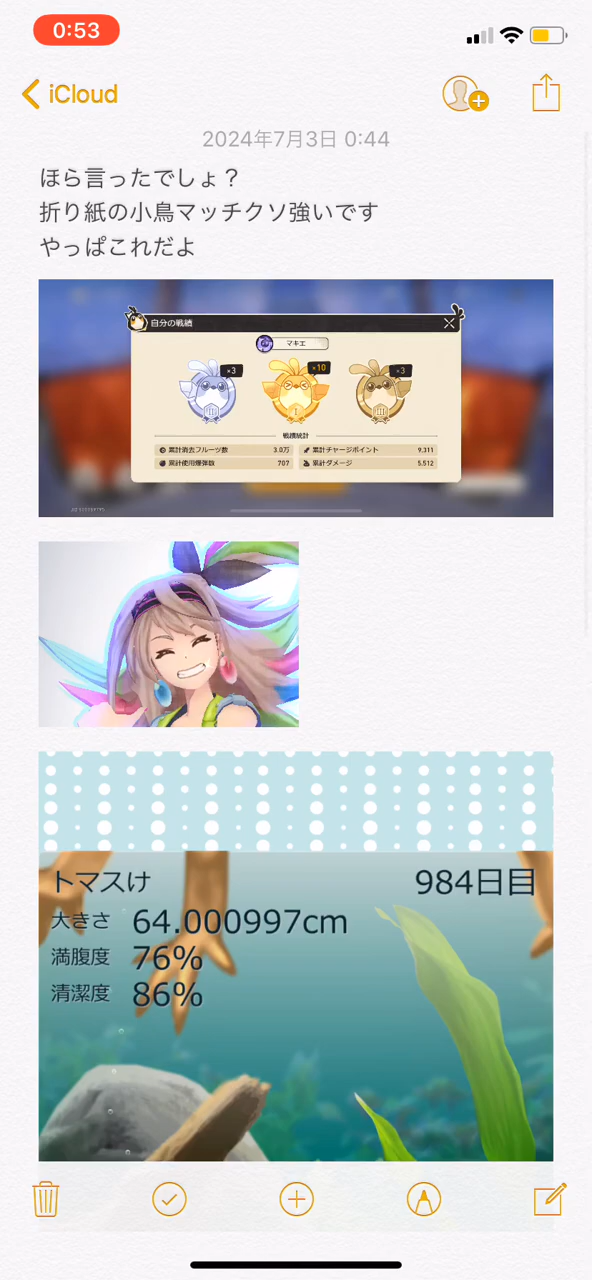 0:53
iCloud
2024年7月3日 0:44
ほら言ったでしょ？
折り紙の小鳥マッチクソ強いです
やっぱこれだよ
自分の戦績
マキエ
×3
×10
×3
III
I
III
戦績統計
累計消去フルーツ数 3.0万
累計チャージポイント 9,311
累計使用爆弾数 707
累計ダメージ 5,512
トマスけ 984日目
大きさ 64.000997cm
満腹度 76%
清潔度 86%